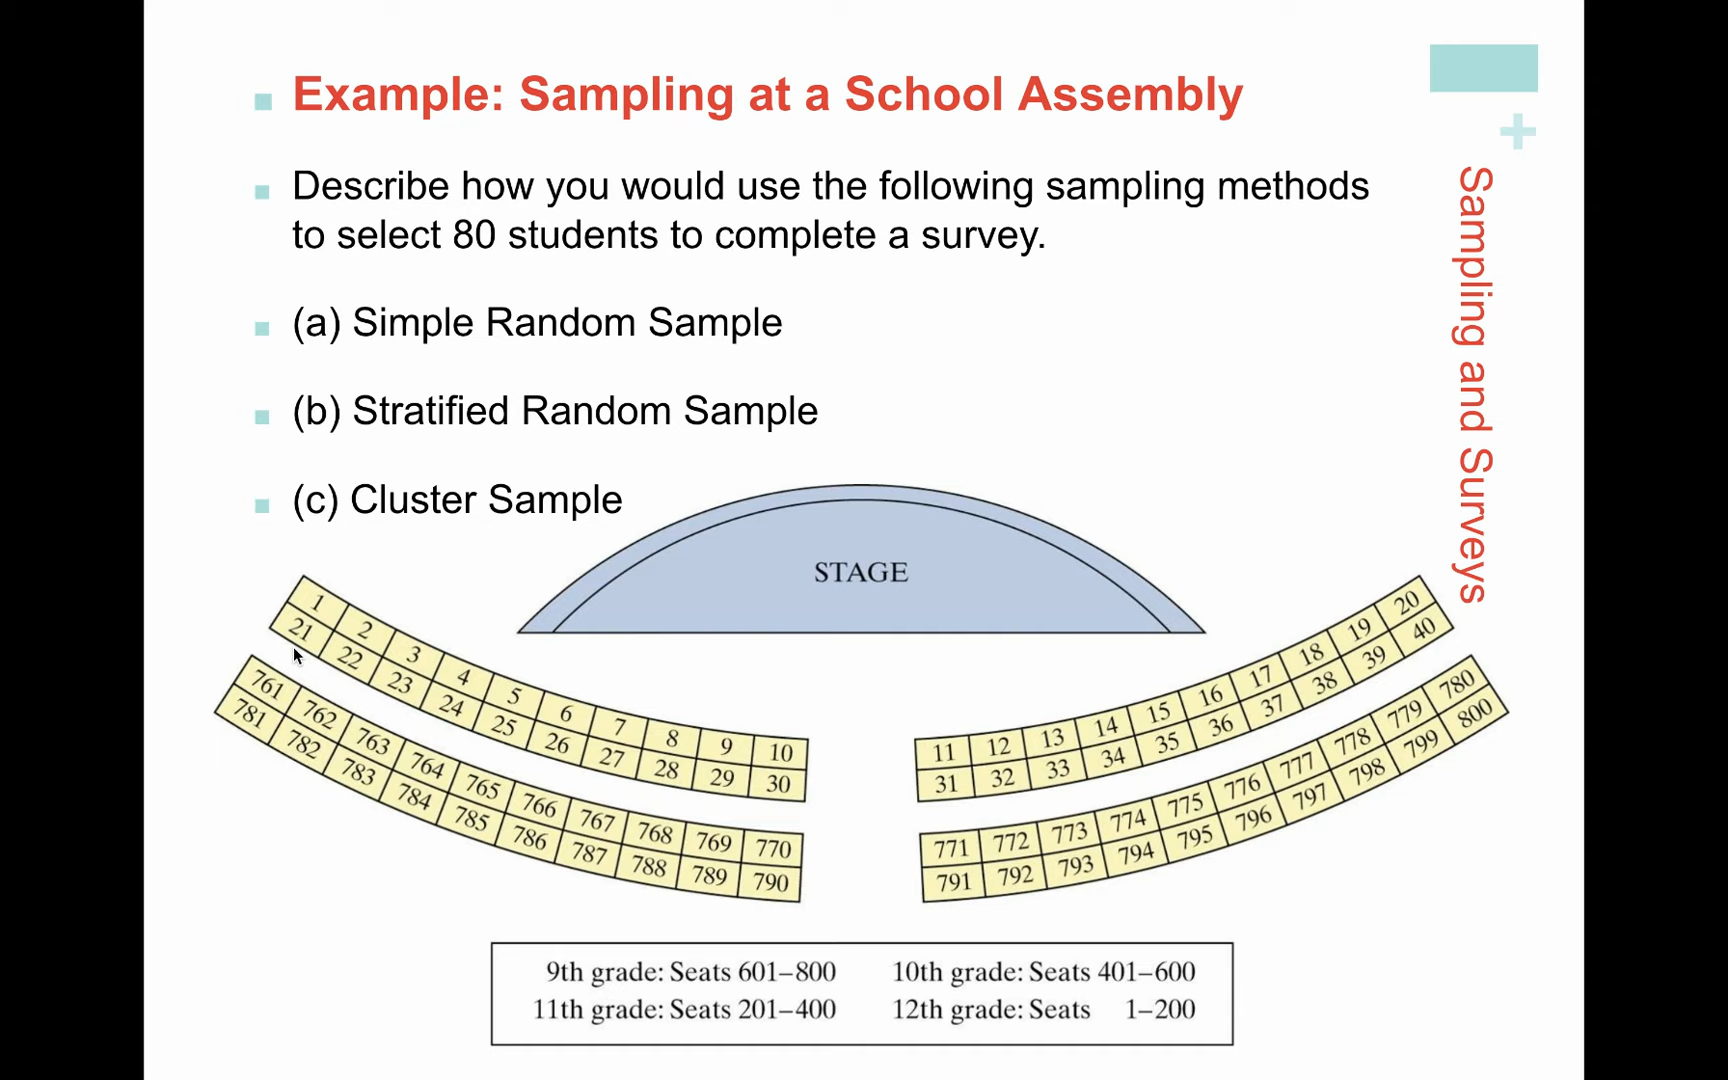 Example: Sampling at a School Assembly
Describe how you would use the following sampling methods
to select 80 students to complete a survey.
(a) Simple Random Sample
(b) Stratified Random Sample
(c) Cluster Sample
+
Sampling and Surveys
STAGE
1 2 3 4 5 6 7 8 9 10 11 12 13 14 15 16 17 18 19 20
21 22 23 24 25 26 27 28 29 30 31 32 33 34 35 36 37 38 39 40
761 762 763 764 765 766 767 768 769 770 771 772 773 774 775 776 777 778 779 780
781 782 783 784 785 786 787 788 789 790 791 792 793 794 795 796 797 798 799 800
9th grade: Seats 601–800 10th grade: Seats 401–600
11th grade: Seats 201–400 12th grade: Seats 1–200